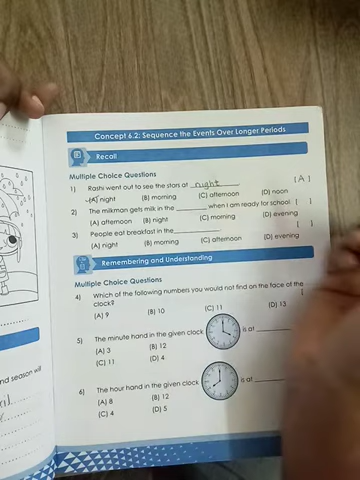 Concept 6.2: Sequence the Events Over Longer Periods
Recall
Multiple Choice Questions
1) Rashi went out to see the stars at night [ A ]
(A) night (B) morning (C) afternoon (D) noon
2) The milkman gets milk in the ________ when I am ready for school. [ ]
(A) afternoon (B) night (C) morning (D) evening
3) People eat breakfast in the__________. [ ]
(A) night (B) morning (C) afternoon (D) evening
Remembering and Understanding
Multiple Choice Questions
4) Which of the following numbers you would not find on the face of the
clock? [
(A) 9 (B) 10 (C) 11 (D) 13
5) The minute hand in the given clock is at ________
(A) 3 (B) 12
(C) 11 (D) 4
6) The hour hand in the given clock is at ________
(A) 8 (B) 12
(C) 4 (D) 5
nd season will